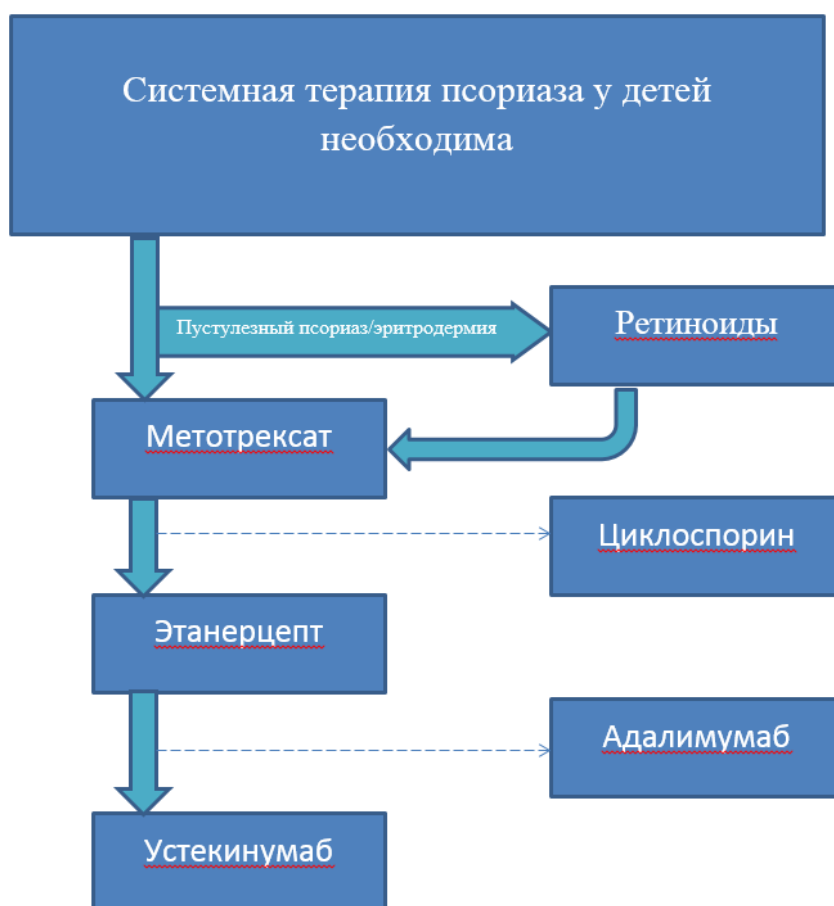 Системная терапия псориаза у детей
необходима
Пустулезный псориаз/эритродермия
Ретиноиды
Метотрексат
Циклоспорин
Этанерцепт
Адалимумаб
Устекинумаб